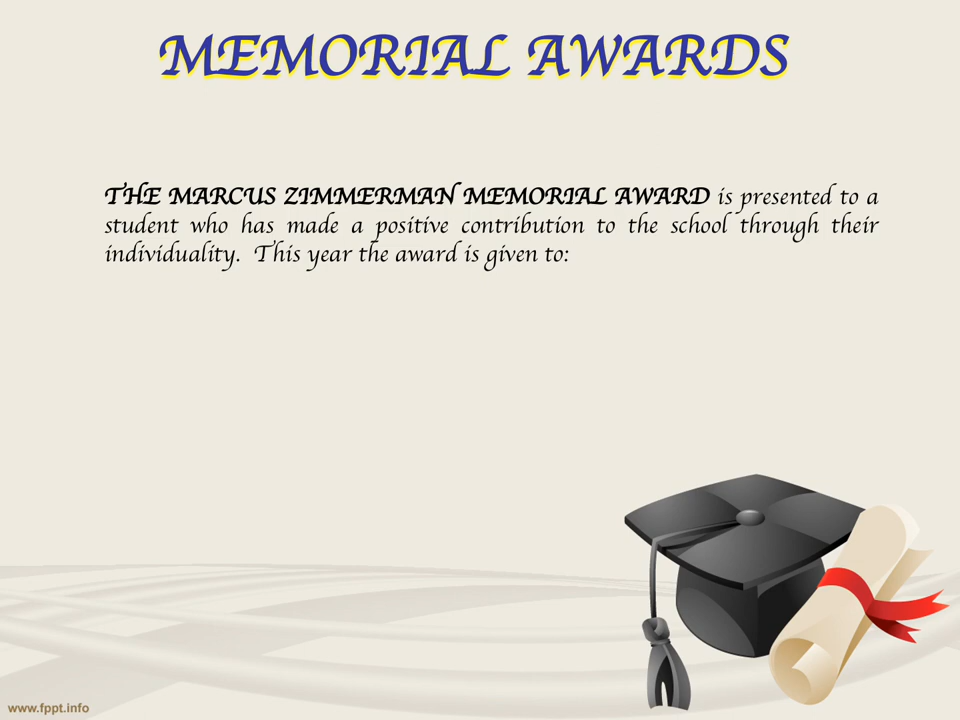 MEMORIAL AWARDS
THE MARCUS ZIMMERMAN MEMORIAL AWARD is presented to a
student who has made a positive contribution to the school through their
individuality. This year the award is given to:
www.fppt.info